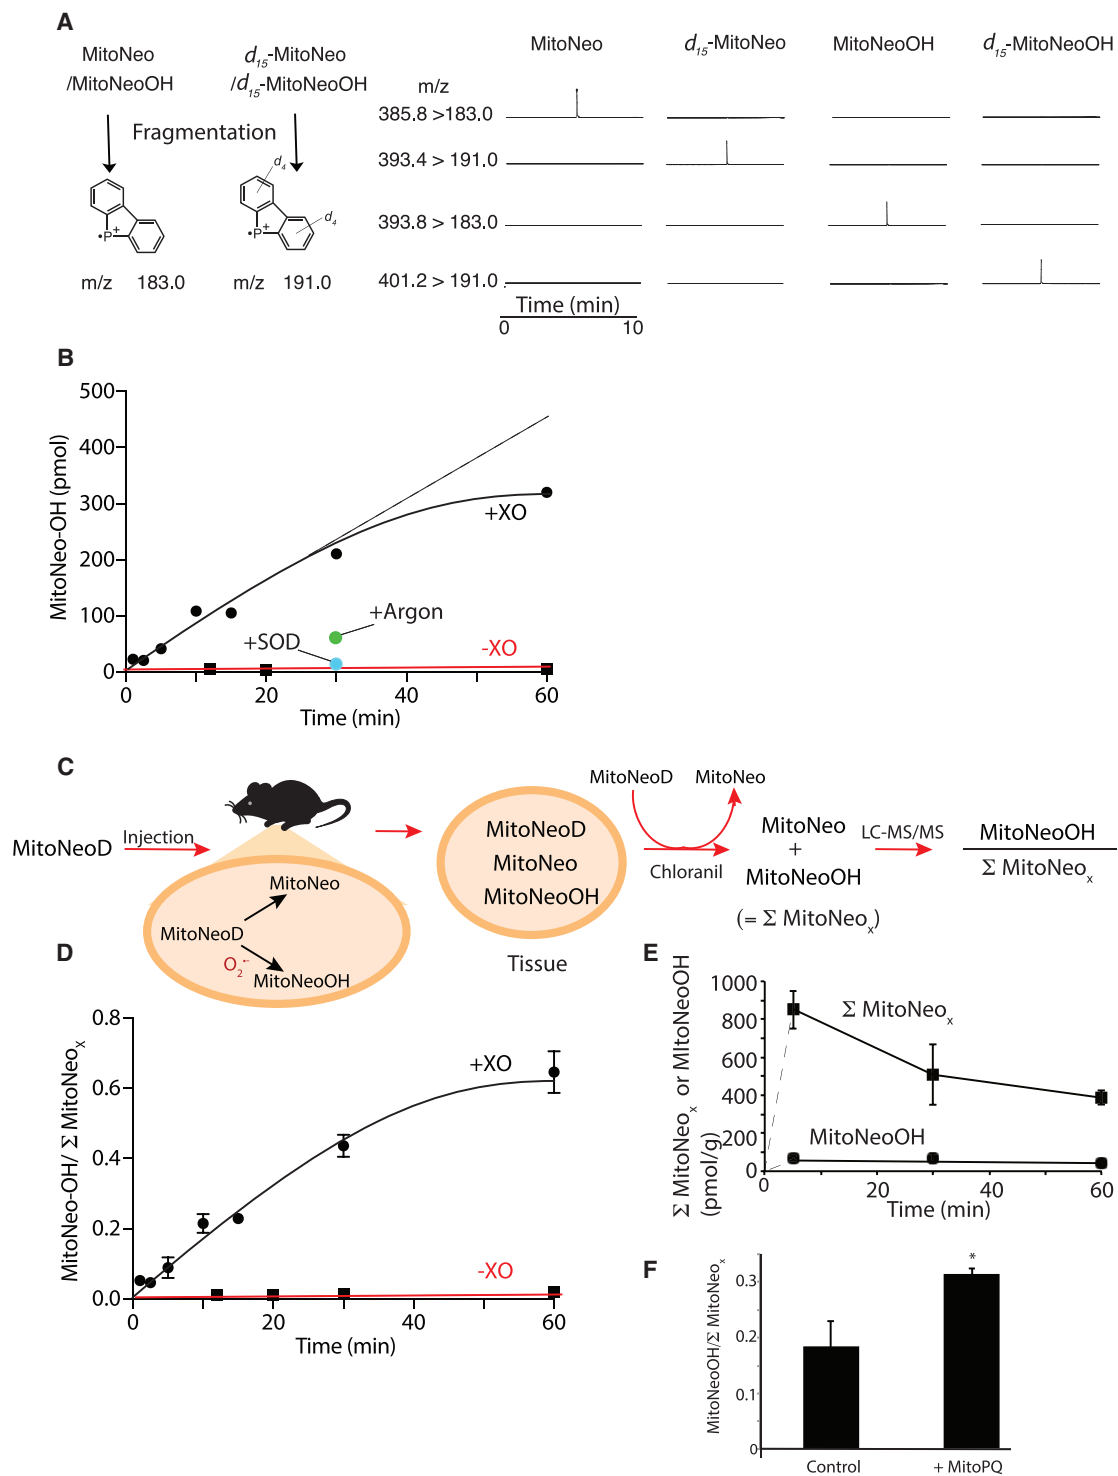 A
MitoNeo
/MitoNeoOH
d15-MitoNeo
/d15-MitoNeoOH
Fragmentation
d4
d4
•P+
•P+
m/z 183.0
m/z 191.0
MitoNeo
d15-MitoNeo
MitoNeoOH
d15-MitoNeoOH
m/z
385.8 >183.0
393.4 > 191.0
393.8 > 183.0
401.2 > 191.0
Time (min)
0 10
B
MitoNeo-OH (pmol)
500
400
300
200
100
0
+XO
+Argon
+SOD
-XO
0 20 40 60
Time (min)
C
MitoNeoD
Injection
MitoNeo
MitoNeoD
O2•-
MitoNeoOH
MitoNeoD
MitoNeo
MitoNeoOH
Tissue
MitoNeoD MitoNeo
Chloranil
MitoNeo
+
MitoNeoOH
(= Σ MitoNeox)
LC-MS/MS
MitoNeoOH
Σ MitoNeox
D
MitoNeo-OH/ Σ MitoNeoX
0.8
0.6
0.4
0.2
0.0
+XO
-XO
0 20 40 60
Time (min)
E
Σ MitoNeox or MItoNeoOH
(pmol/g)
1000
800
600
400
200
0
Σ MitoNeox
MitoNeoOH
0 20 40 60
Time (min)
F
MitoNeoOH/Σ MitoNeox
0.3
0.2
0.1
0
*
Control
+ MitoPQ